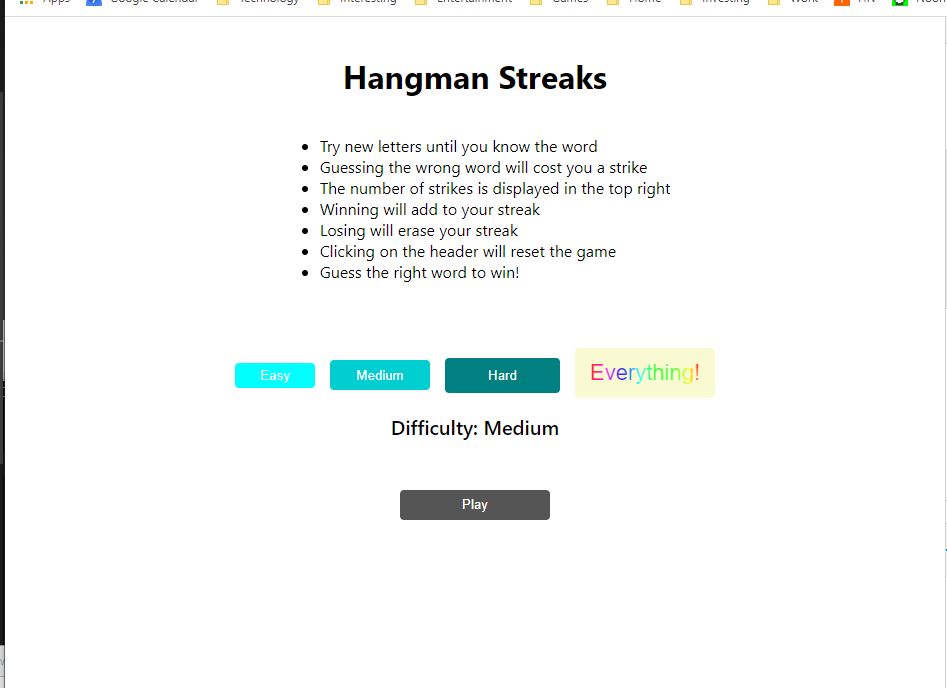 Apps Google Calendar Technology Interesting Entertainment Games Home Investing Work HN
Hangman Streaks
Try new letters until you know the word
Guessing the wrong word will cost you a strike
The number of strikes is displayed in the top right
Winning will add to your streak
Losing will erase your streak
Clicking on the header will reset the game
Guess the right word to win!
Easy Medium Hard Everything!
Difficulty: Medium
Play